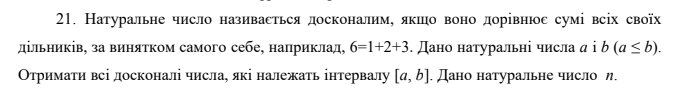 21. Натуральне число називається досконалим, якщо воно дорівнює сумі всіх своїх
дільників, за винятком самого себе, наприклад, 6=1+2+3. Дано натуральні числа a і b (a ≤ b).
Отримати всі досконалі числа, які належать інтервалу [a, b]. Дано натуральне число n.